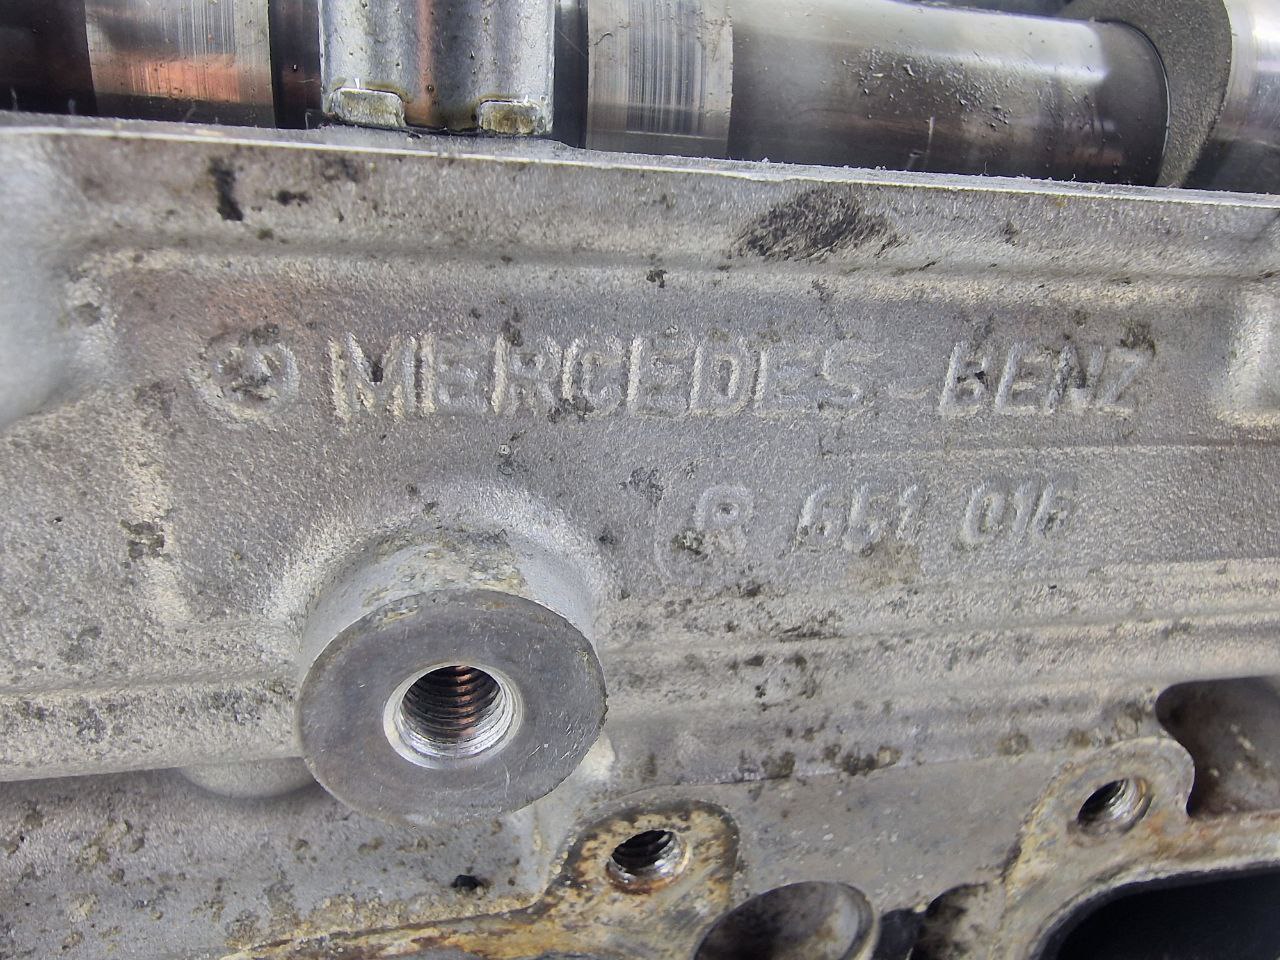 MERCEDES-BENZ
R 651 016